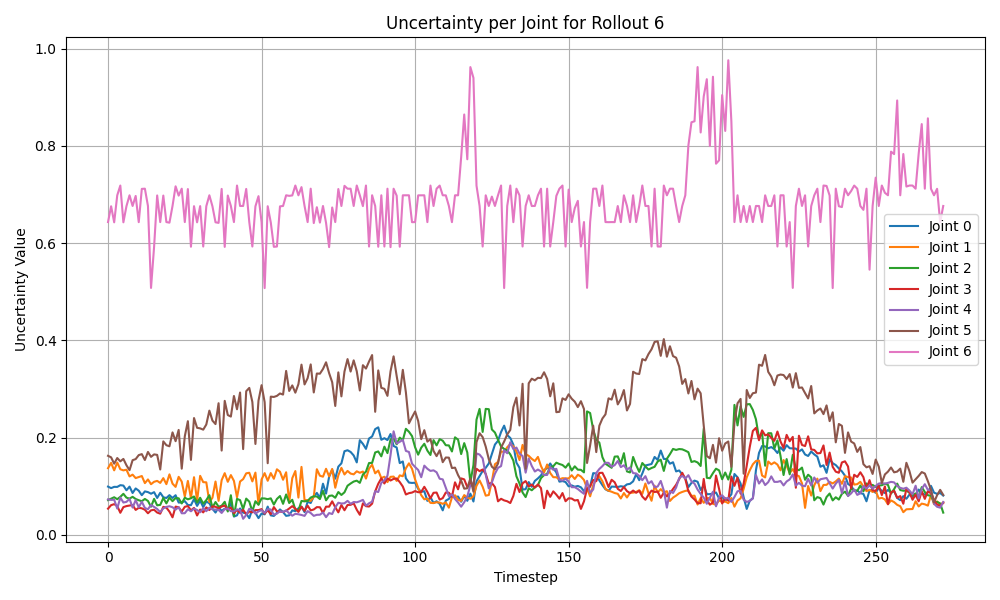 Uncertainty per Joint for Rollout 6
Uncertainty Value
1.0
0.8
0.6
0.4
0.2
0.0
Joint 0
Joint 1
Joint 2
Joint 3
Joint 4
Joint 5
Joint 6
0
50
100
150
200
250
Timestep